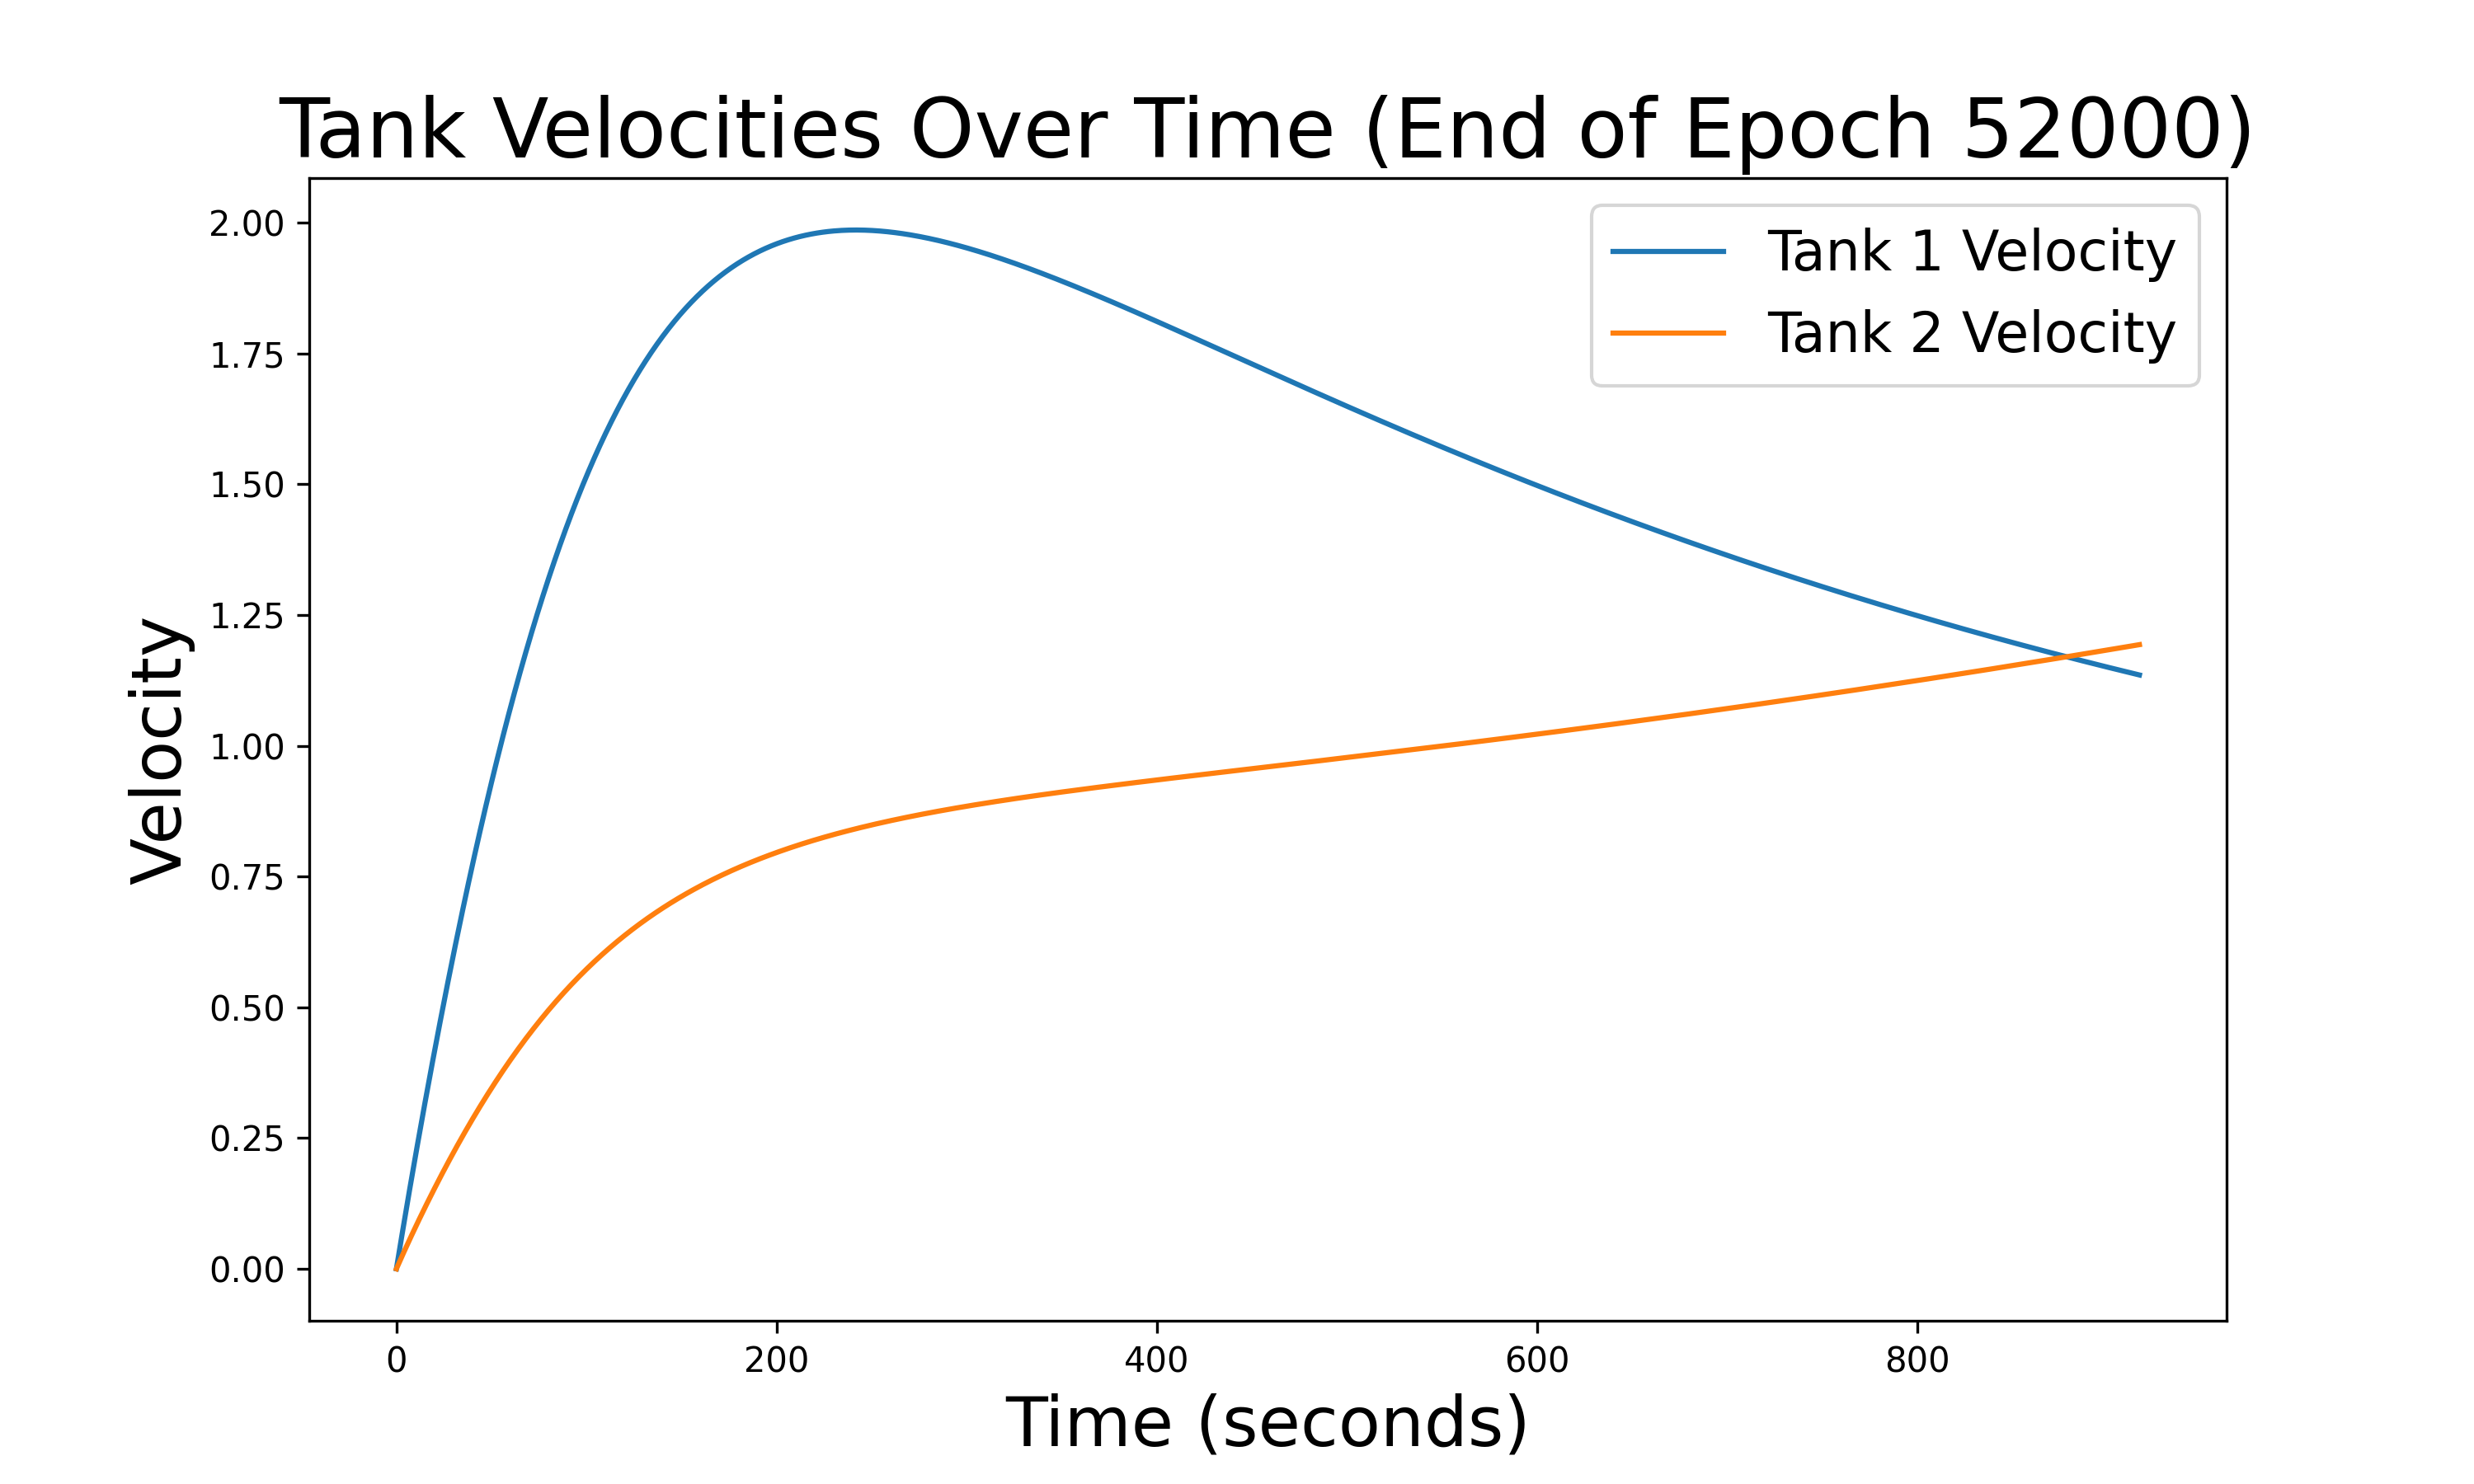 Tank Velocities Over Time (End of Epoch 52000)
Tank 1 Velocity
Tank 2 Velocity
Velocity
2.00
1.75
1.50
1.25
1.00
0.75
0.50
0.25
0.00
0 200 400 600 800
Time (seconds)